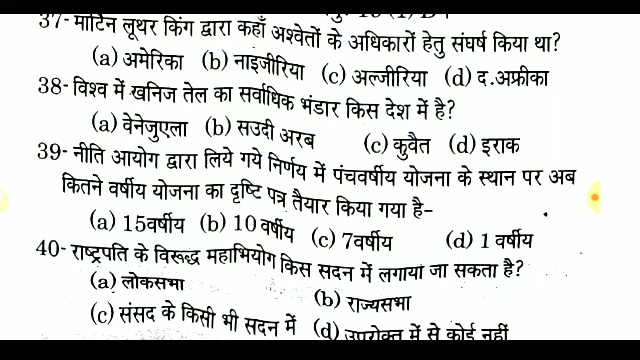 37-मार्टिन लूथर किंग द्वारा कहाँ अश्वेतों के अधिकारों हेतु संघर्ष किया था?
(a) अमेरिका (b) नाइजीरिया (c) अल्जीरिया (d) द.अफ्रीका
38-विश्व में खनिज तेल का सर्वाधिक भंडार किस देश में है?
(a) वेनेजुएला (b) सउदी अरब (c) कुवैत (d) इराक
39-नीति आयोग द्वारा लिये गये निर्णय में पंचवर्षीय योजना के स्थान पर अब
कितने वर्षीय योजना का दृष्टि पत्र तैयार किया गया है-
(a) 15वर्षीय (b) 10 वर्षीय (c) 7वर्षीय (d) 1 वर्षीय
40-राष्ट्रपति के विरूद्ध महाभियोग किस सदन में लगाया जा सकता है?
(a) लोकसभा (b) राज्यसभा
(c) संसद के किसी भी सदन में (d) उपरोक्त में से कोई नहीं